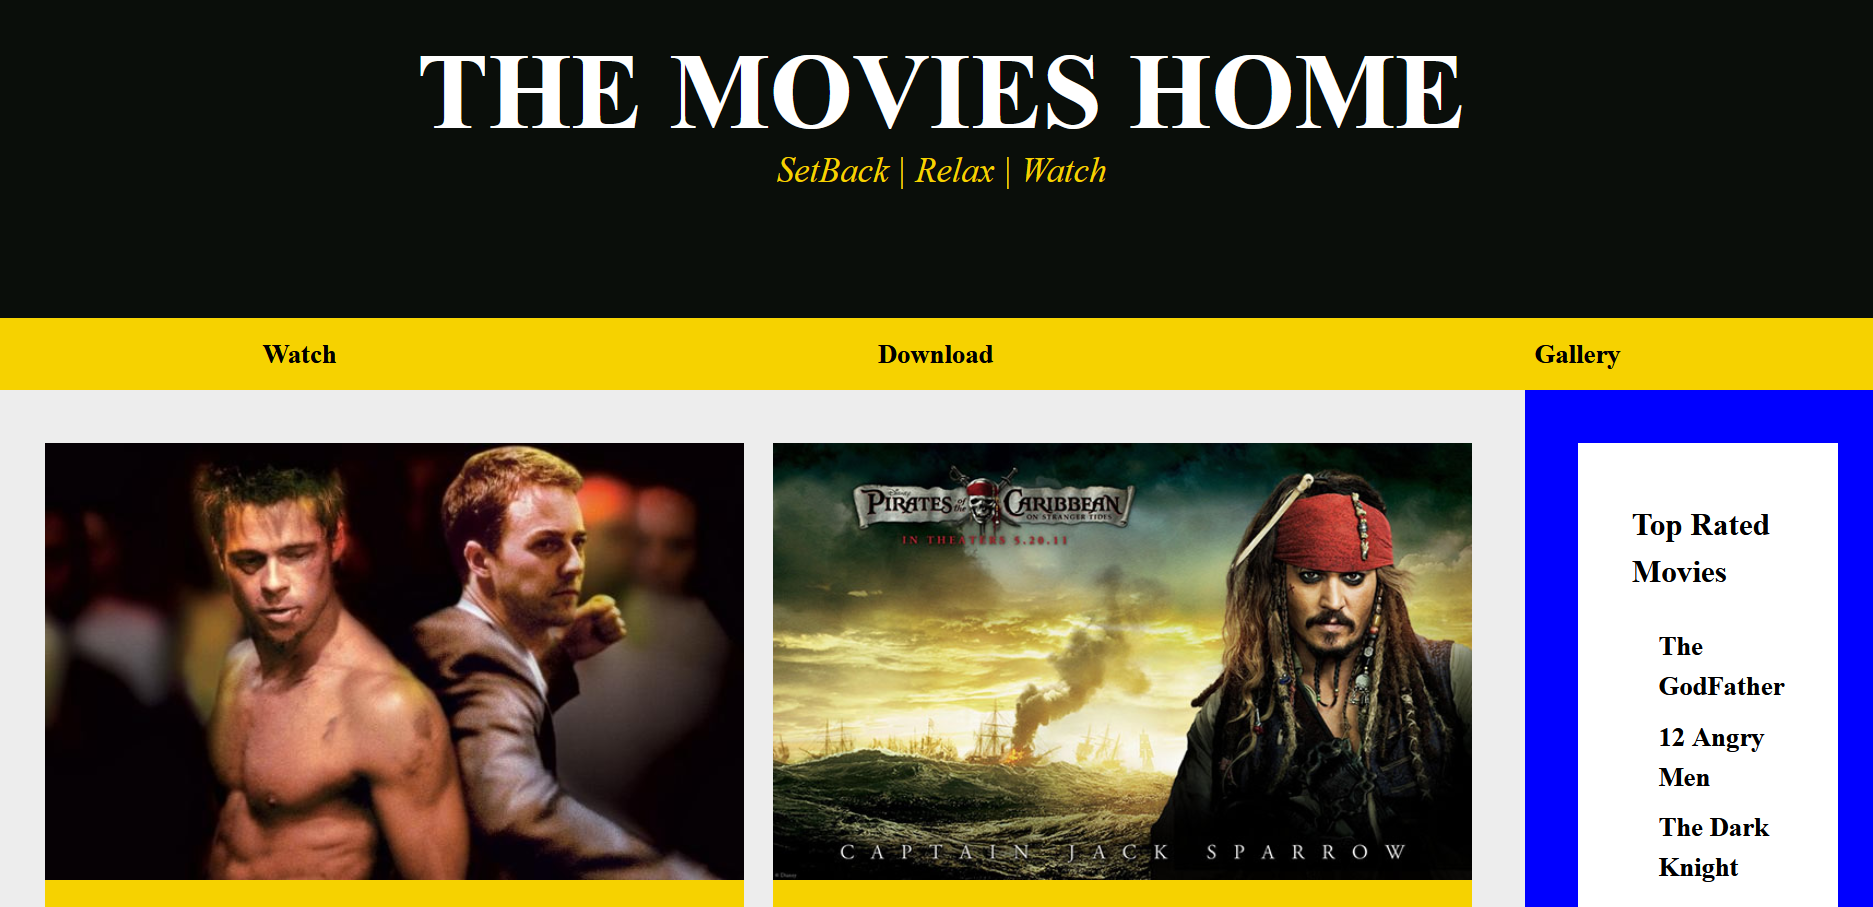 THE MOVIES HOME
SetBack | Relax | Watch
Watch
Download
Gallery
Disney
PIRATES of the CARIBBEAN
ON STRANGER TIDES
IN THEATERS 5.20.11
CAPTAIN JACK SPARROW
Top Rated
Movies
The
GodFather
12 Angry
Men
The Dark
Knight